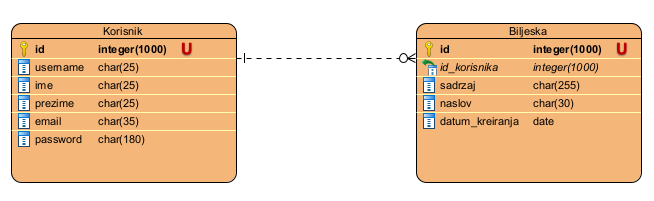 Korisnik
id integer(1000) U
username char(25)
ime char(25)
prezime char(25)
email char(35)
password char(180)
Biljeska
id integer(1000) U
id_korisnika integer(1000)
sadrzaj char(255)
naslov char(30)
datum_kreiranja date